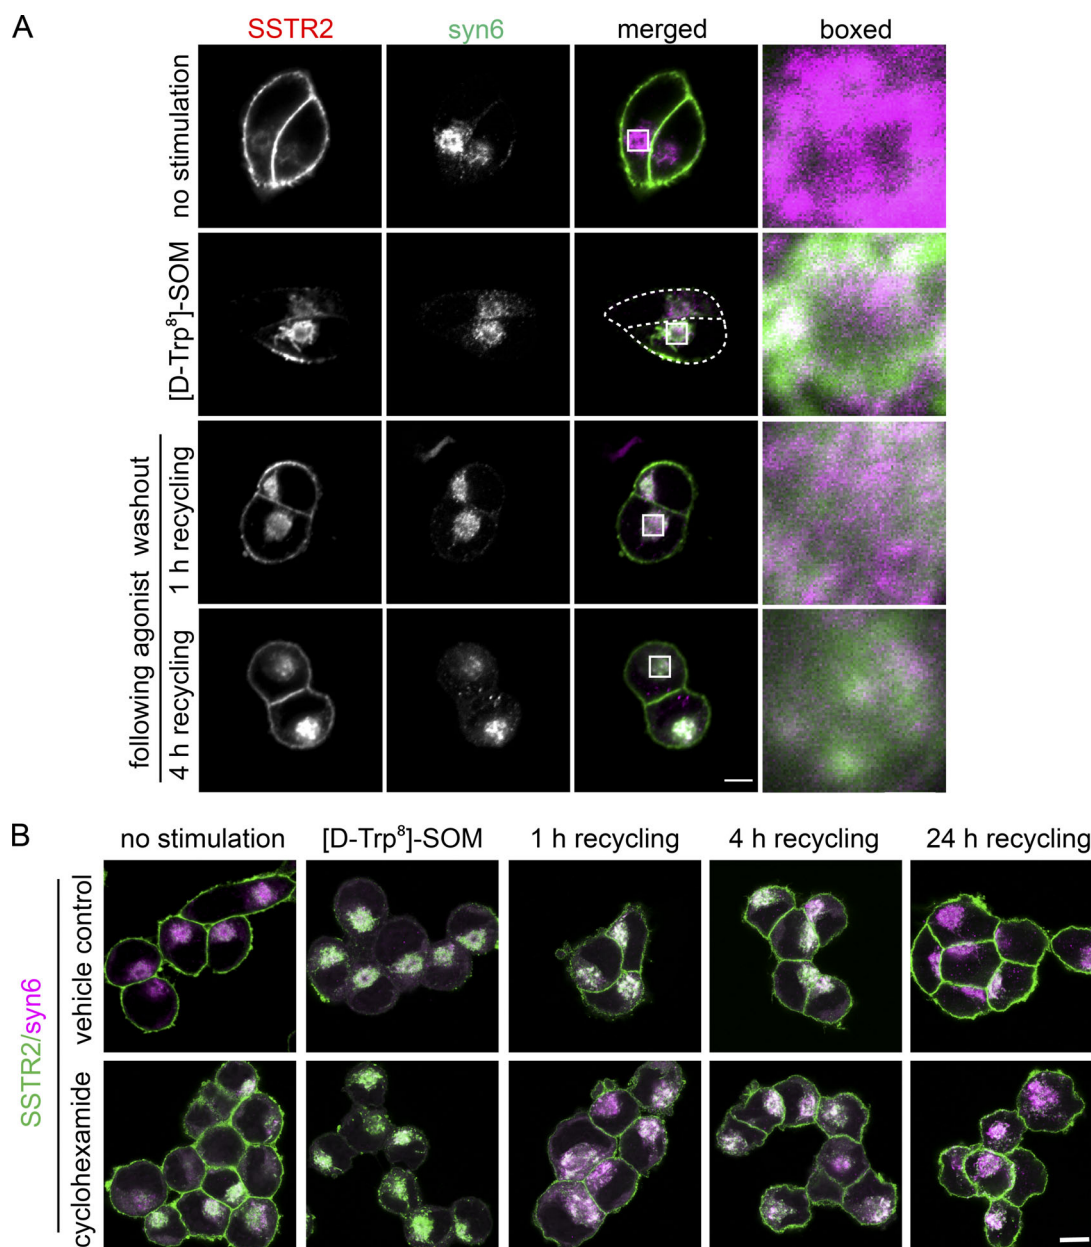 A
SSTR2 syn6 merged boxed
no stimulation
[D-Trp⁸]-SOM
following agonist washout
1 h recycling
4 h recycling
B
no stimulation [D-Trp⁸]-SOM 1 h recycling 4 h recycling 24 h recycling
SSTR2/syn6
vehicle control
cyclohexamide